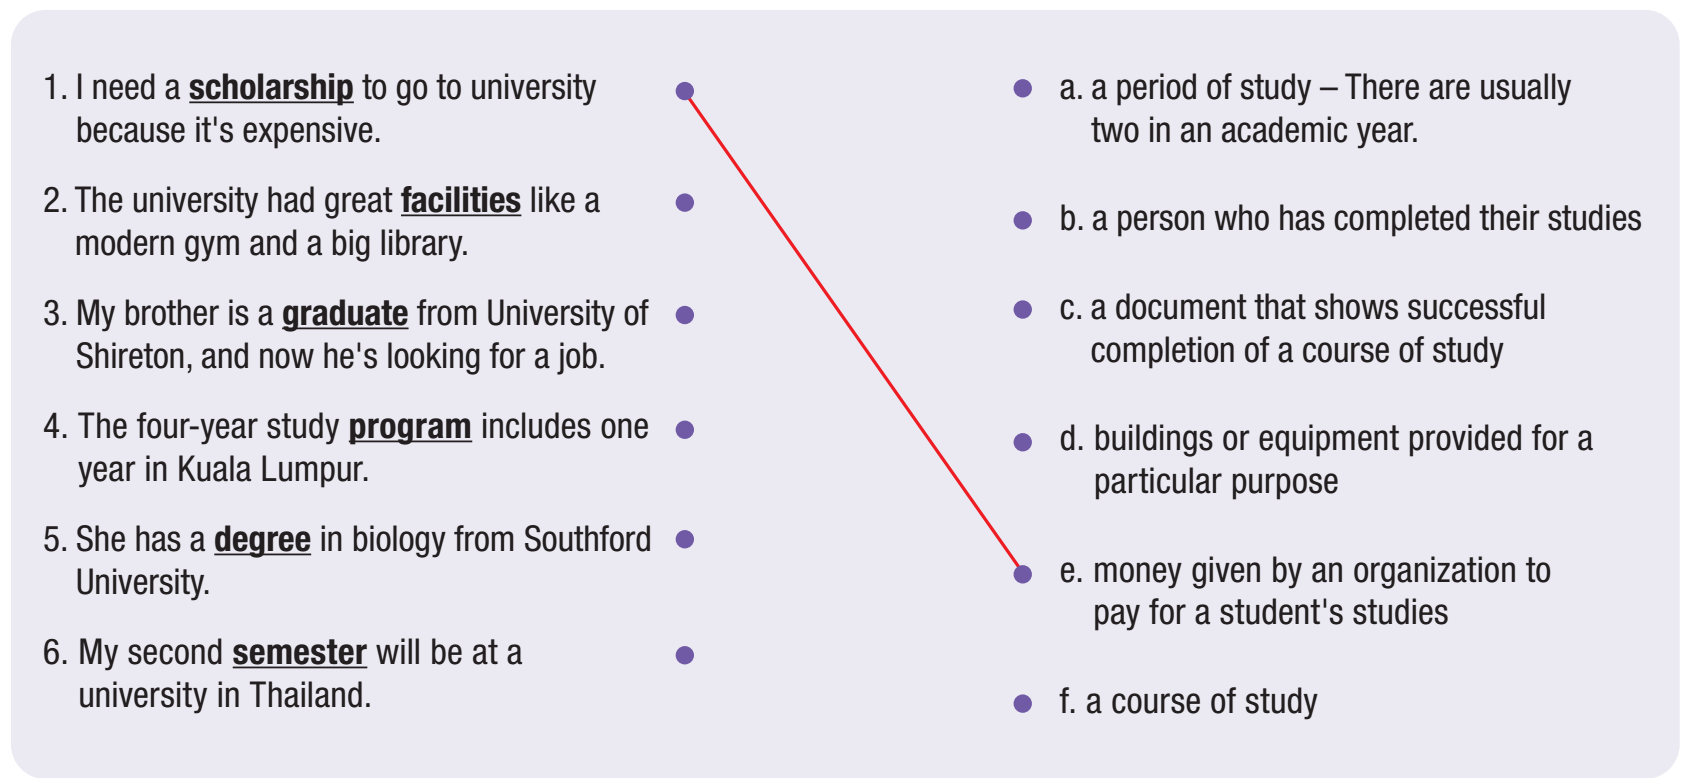 1. I need a scholarship to go to university
because it's expensive.
2. The university had great facilities like a
modern gym and a big library.
3. My brother is a graduate from University of
Shireton, and now he's looking for a job.
4. The four-year study program includes one
year in Kuala Lumpur.
5. She has a degree in biology from Southford
University.
6. My second semester will be at a
university in Thailand.
a. a period of study – There are usually
two in an academic year.
b. a person who has completed their studies
c. a document that shows successful
completion of a course of study
d. buildings or equipment provided for a
particular purpose
e. money given by an organization to
pay for a student's studies
f. a course of study